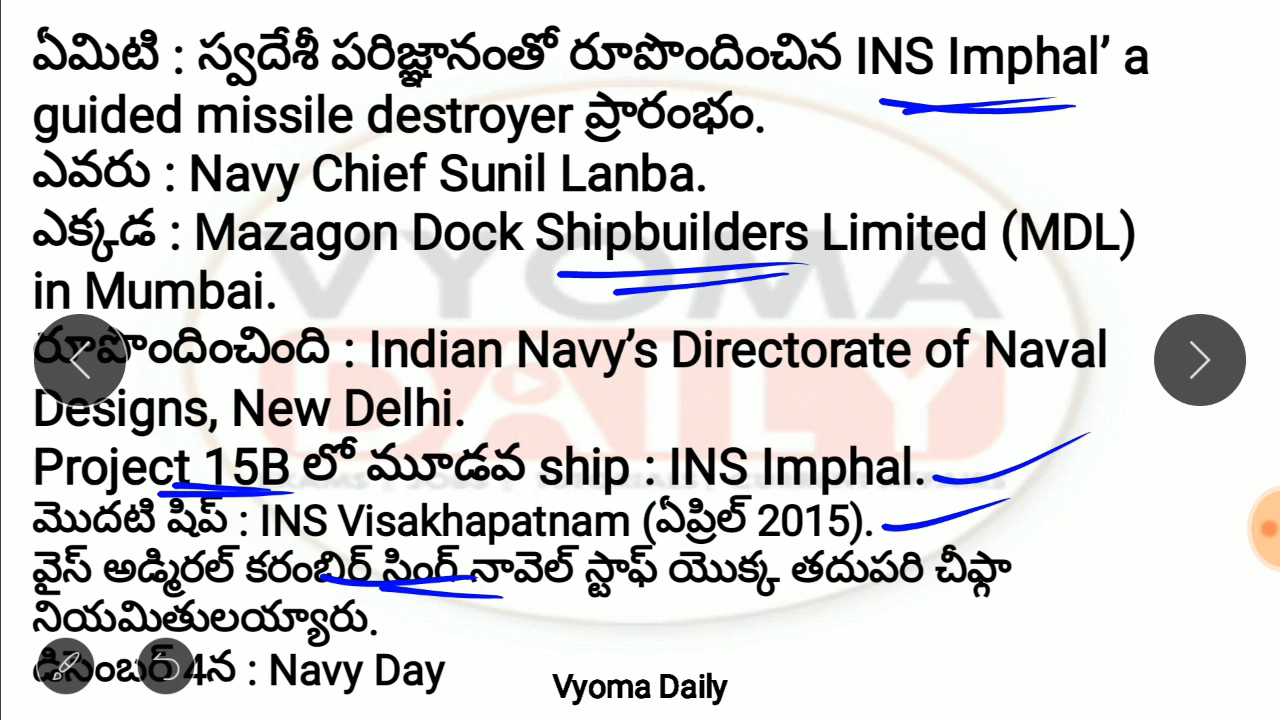 ఏమిటి : స్వదేశీ పరిజ్ఞానంతో రూపొందించిన INS Imphal’ a
guided missile destroyer ప్రారంభం.
ఎవరు : Navy Chief Sunil Lanba.
ఎక్కడ : Mazagon Dock Shipbuilders Limited (MDL)
in Mumbai.
రూపొందించింది : Indian Navy’s Directorate of Naval
Designs, New Delhi.
Project 15B లో మూడవ ship : INS Imphal.
మొదటి షిప్ : INS Visakhapatnam (ఏప్రిల్ 2015).
వైస్ అడ్మిరల్ కరంబిర్ సింగ్ నావెల్ స్టాఫ్ యొక్క తదుపరి చీఫ్గా
నియమితులయ్యారు.
డిసెంబర్ 4న : Navy Day
Vyoma Daily
VYOMA
DAILY